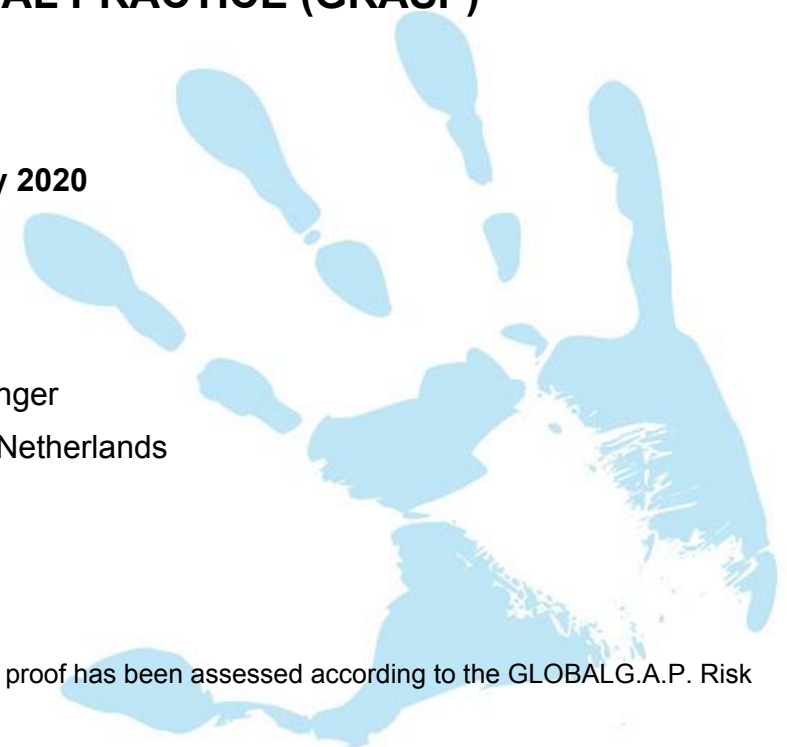 AL PRACTICE (GRASP)
y 2020
nger
Netherlands
proof has been assessed according to the GLOBALG.A.P. Risk